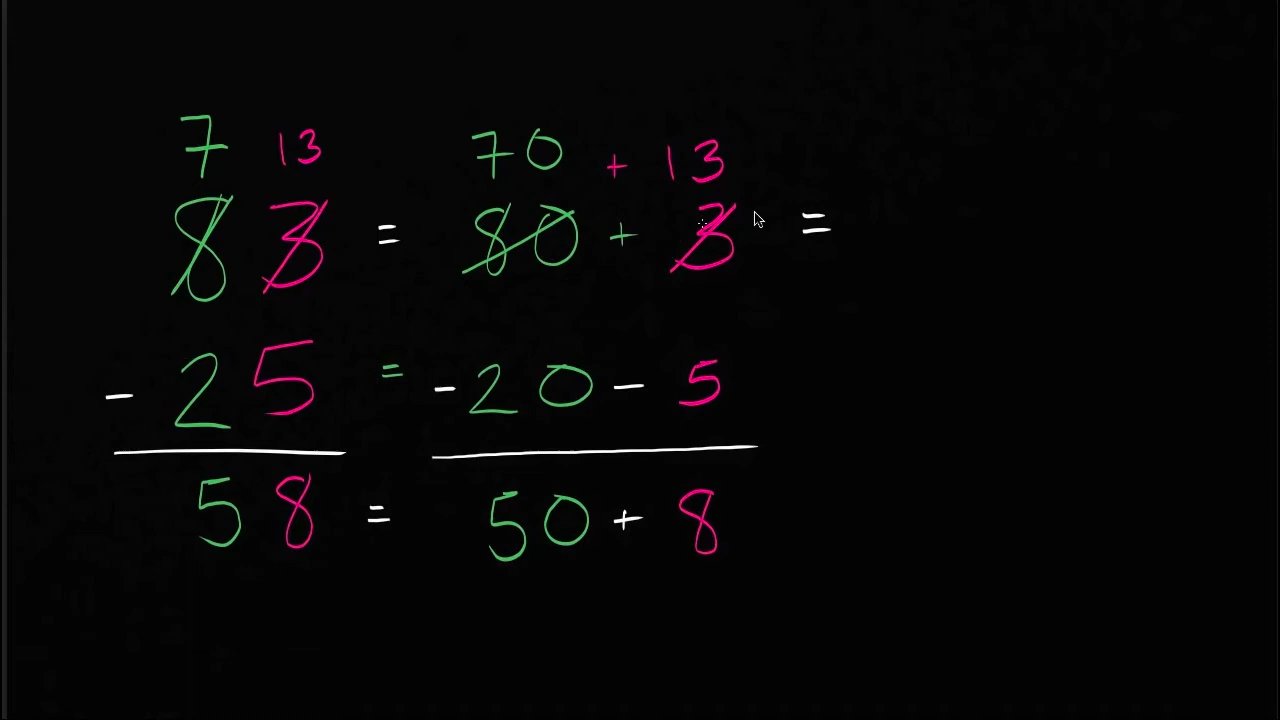 7 13 70 + 13
83 = 80 + 3 =
- 25 = - 20 - 5
58 = 50 + 8